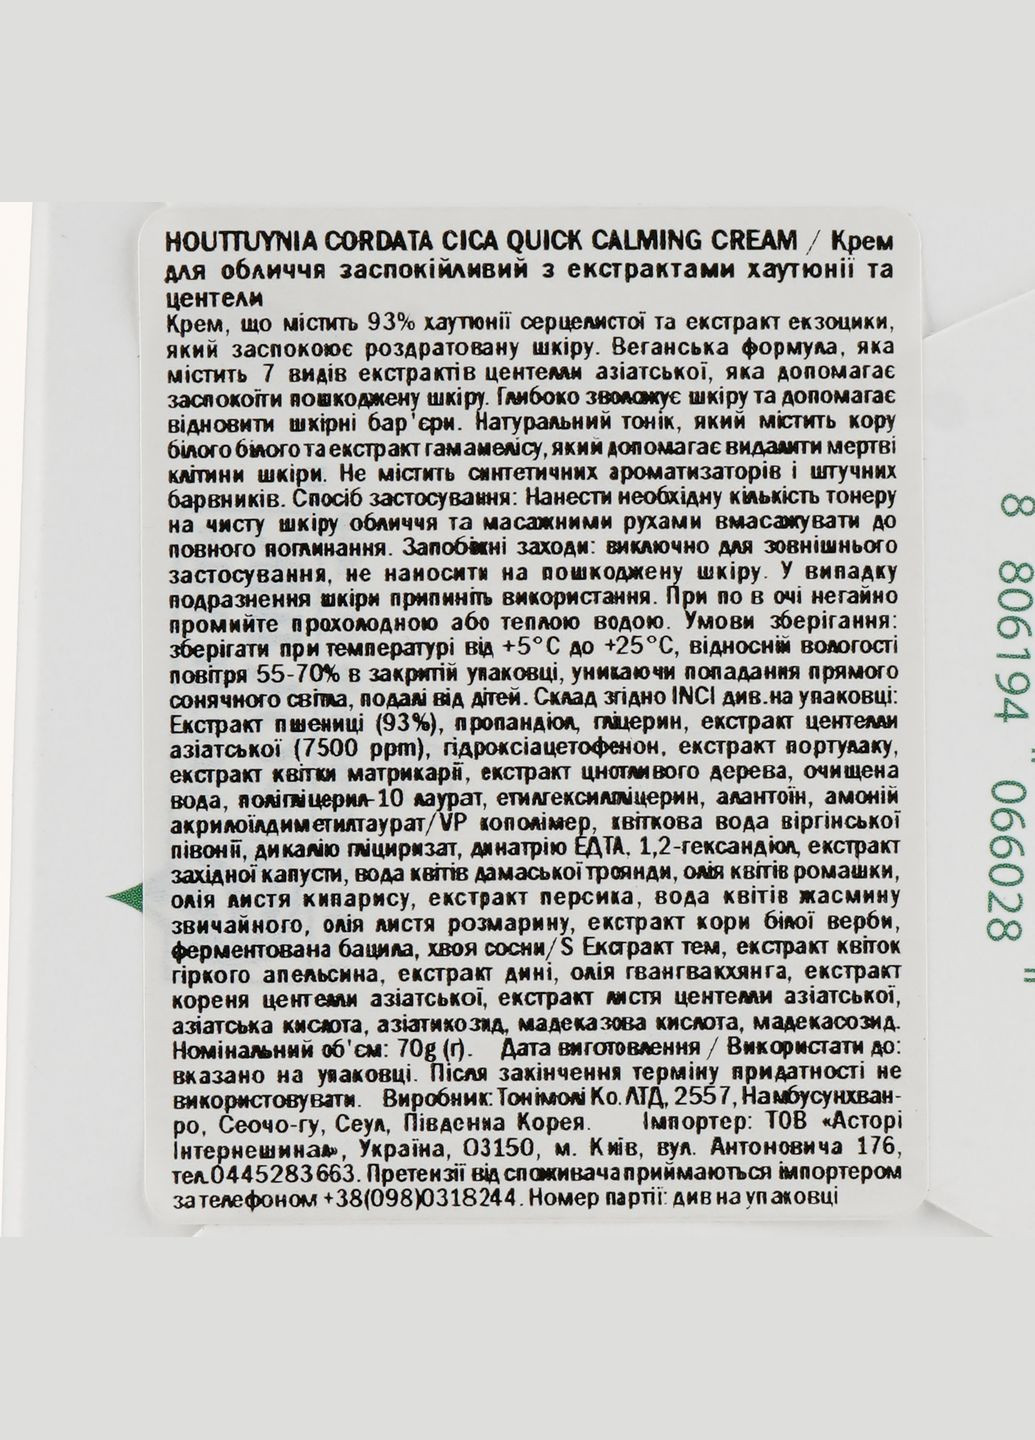 HOUTTUYNIA CORDATA CICA QUICK CALMING CREAM / Крем
для обличчя заспокійливий з екстрактами хаутюнії та
центели
Крем, що містить 93% хаутюнії серцелистої та екстракт екзоцики,
який заспокоює роздратовану шкіру. Веганська формула, яка
містить 7 видів екстрактів центелли азіатської, яка допомагає
заспокоїти пошкоджену шкіру. Глибоко зволожує шкіру та допомагає
відновити шкірні бар'єри. Натуральний тонік, який містить кору
білого білого та екстракт гамамелісу, який допомагає видалити мертві
клітини шкіри. Не містить синтетичних ароматизаторів і штучних
барвників. Спосіб застосування: Нанести необхідну кількість тонеру
на чисту шкіру обличчя та масажними рухами вмасажувати до
повного поглинання. Запобіжні заходи: виключно для зовнішнього
застосування, не наносити на пошкоджену шкіру. У випадку
подразнення шкіри припиніть використання. При по в очі негайно
промийте прохолодною або теплою водою. Умови зберігання:
зберігати при температурі від +5°C до +25°C, відносній вологості
повітря 55-70% в закритій упаковці, уникаючи попадання прямого
сонячного світла, подалі від дітей. Склад згідно INCI див.на упаковці:
Екстракт пшениці (93%), пропандіол, гліцерин, екстракт центелли
азіатської (7500 ppm), гідроксіацетофенон, екстракт портулаку,
екстракт квітки матрикарії, екстракт цнотливого дерева, очищена
вода, полігліцерил-10 лаурат, етилгексилгліцерин, алантоїн, амоній
акрилоїлдиметилтаурат/VP кополімер, квіткова вода віргінської
півонії, дикалію гліциризат, динатрію ЕДТА, 1,2-гександіол, екстракт
західної капусти, вода квітів дамаської троянди, олія квітів ромашки,
олія листя кипарису, екстракт персика, вода квітів жасмину
звичайного, олія листя розмарину, екстракт кори білої верби,
ферментована бацила, хвоя сосни/S Екстракт тем, екстракт квіток
гіркого апельсина, екстракт дині, олія гвангвакхянга, екстракт
кореня центелли азіатської, екстракт листя центелли азіатської,
азіатська кислота, азіатикозид, мадеказова кислота, мадекасозид.
Номінальний об'єм: 70g (г). Дата виготовлення / Використати до:
вказано на упаковці. Після закінчення терміну придатності не
використовувати. Виробник: Тонімолі Ко.ЛТД, 2557, Намбусунхван-
ро, Сеочо-гу, Сеул, Південна Корея. Імпортер: ТОВ «Асторі
Інтернешинал», Україна, 03150, м. Київ, вул. Антоновича 176,
тел.0445283663. Претензії від споживача приймаються імпортером
за телефоном +38(098)0318244. Номер партії: див на упаковці
8 806194 066028